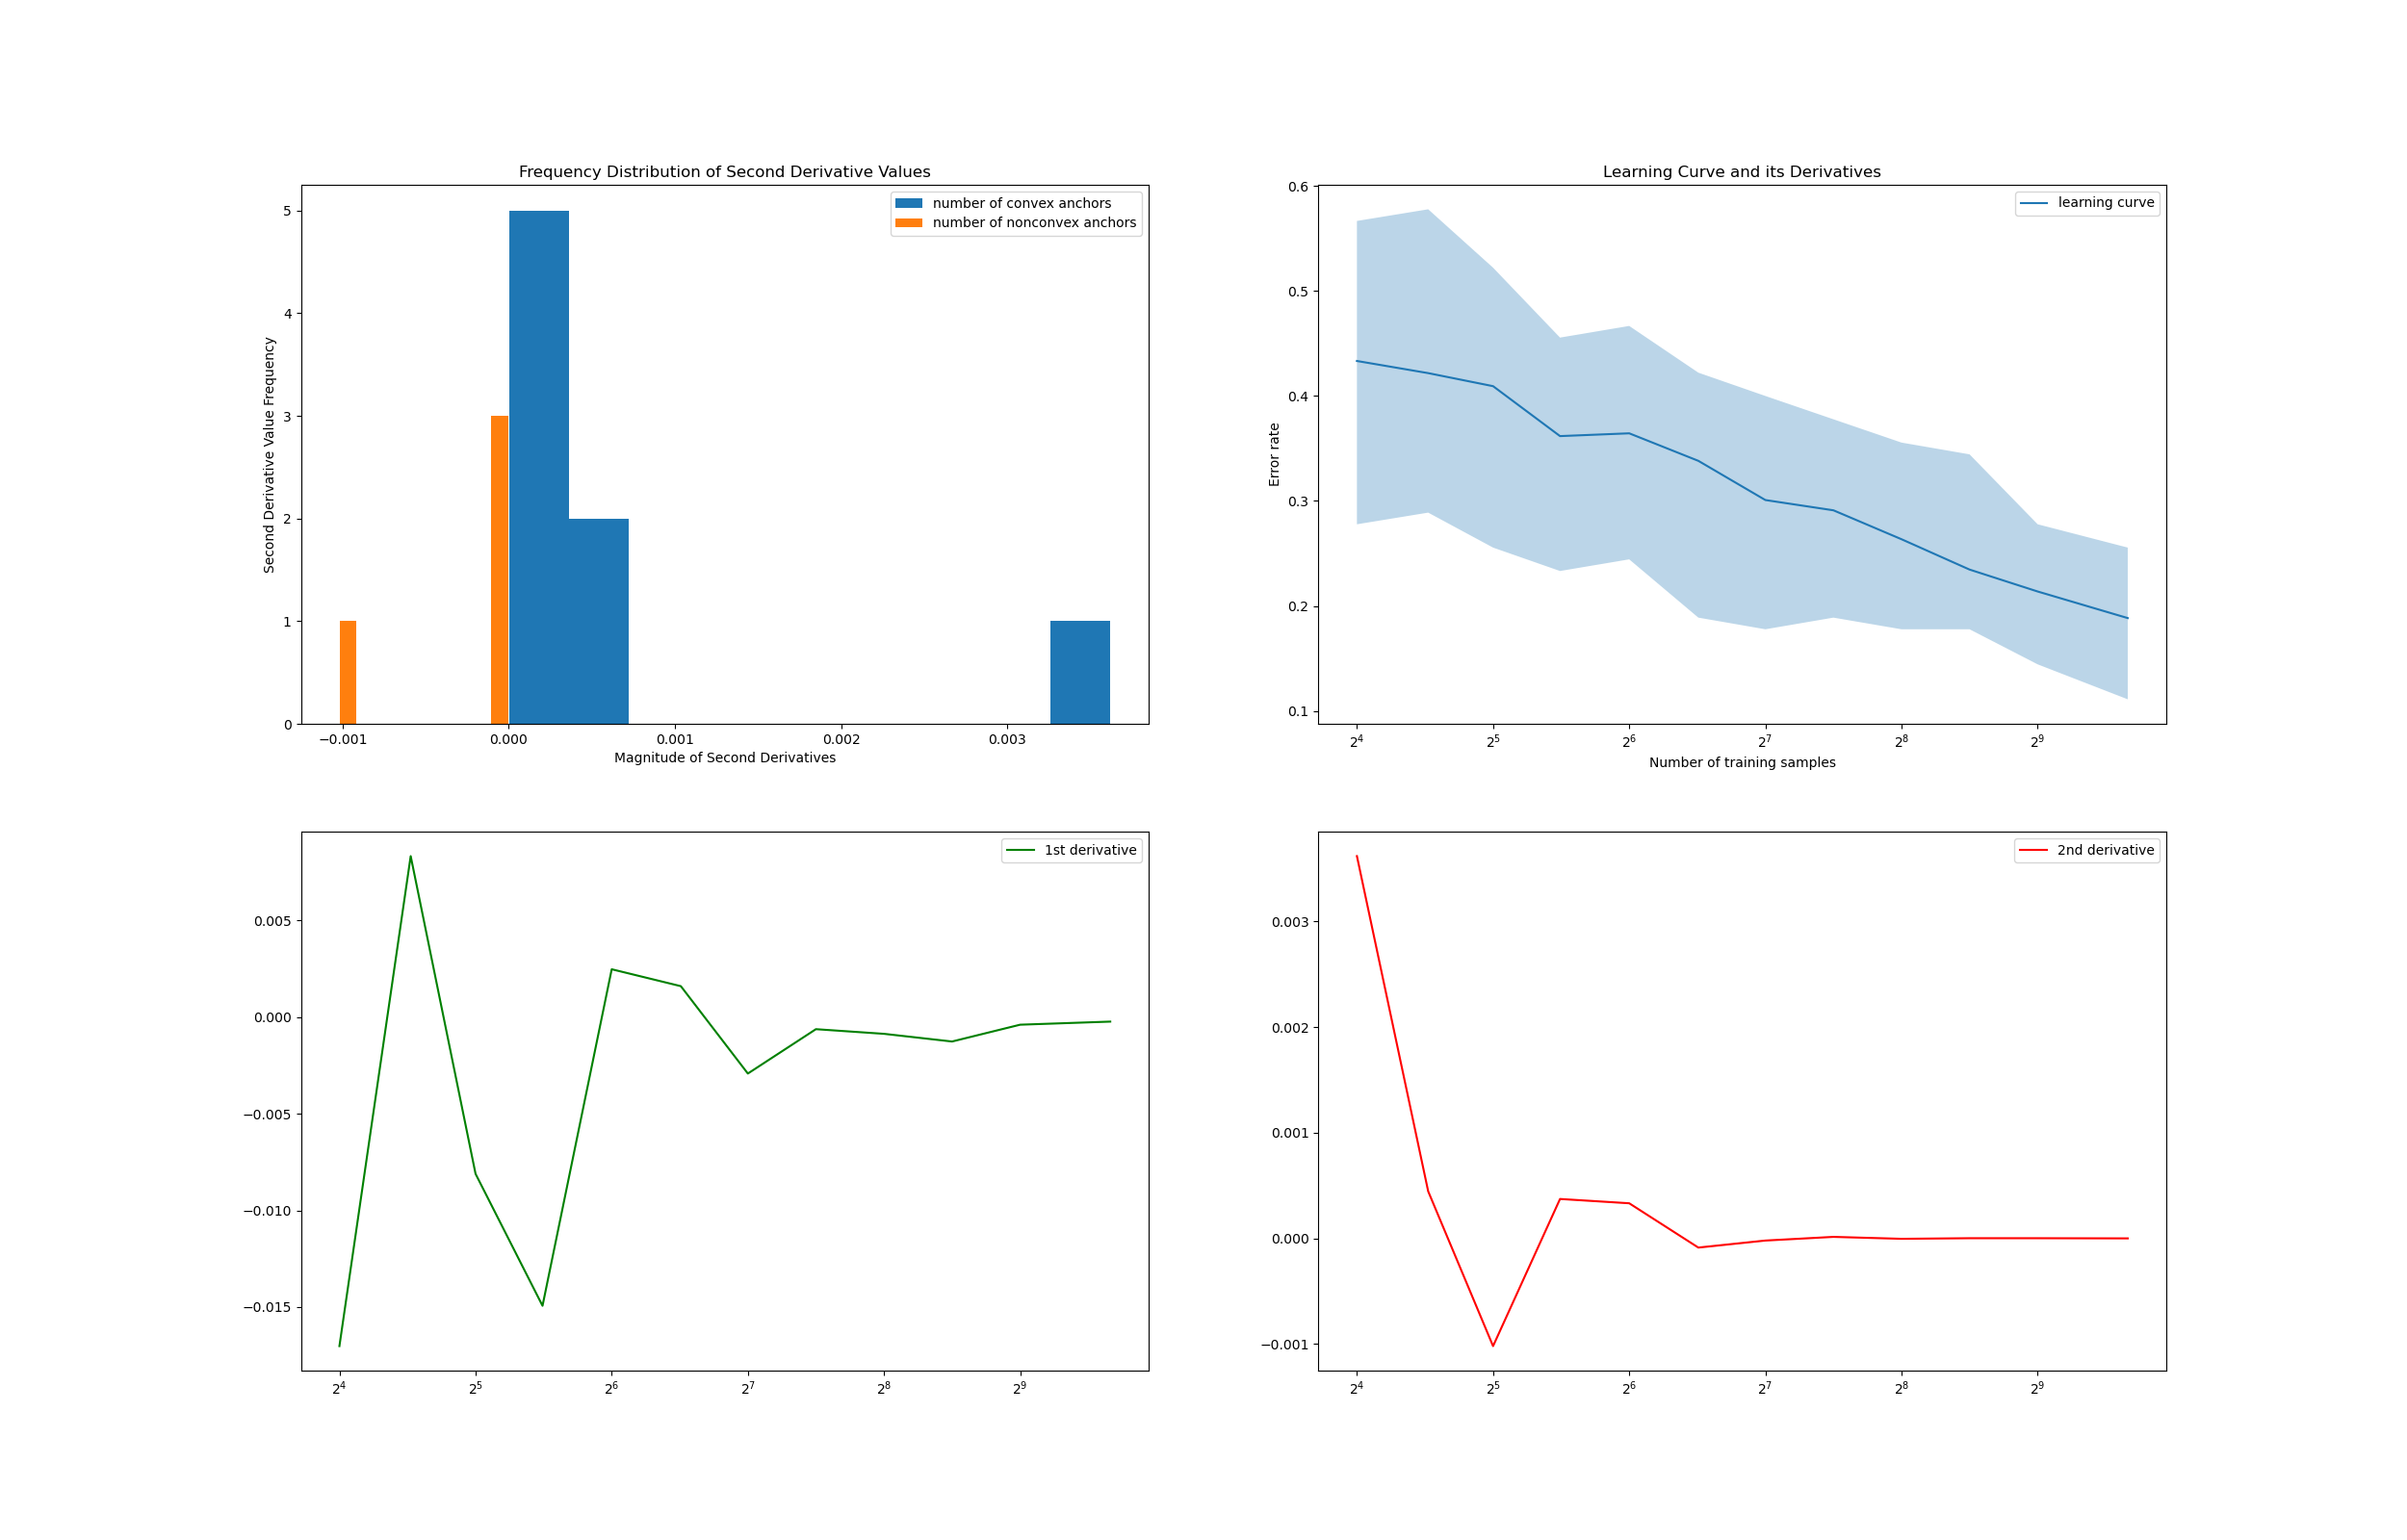 Frequency Distribution of Second Derivative Values
number of convex anchors
number of nonconvex anchors
Second Derivative Value Frequency
5
4
3
2
1
0
−0.001 0.000 0.001 0.002 0.003
Magnitude of Second Derivatives
Learning Curve and its Derivatives
learning curve
Error rate
0.6
0.5
0.4
0.3
0.2
0.1
2⁴ 2⁵ 2⁶ 2⁷ 2⁸ 2⁹
Number of training samples
1st derivative
0.005
0.000
−0.005
−0.010
−0.015
2⁴ 2⁵ 2⁶ 2⁷ 2⁸ 2⁹
2nd derivative
0.003
0.002
0.001
0.000
−0.001
2⁴ 2⁵ 2⁶ 2⁷ 2⁸ 2⁹